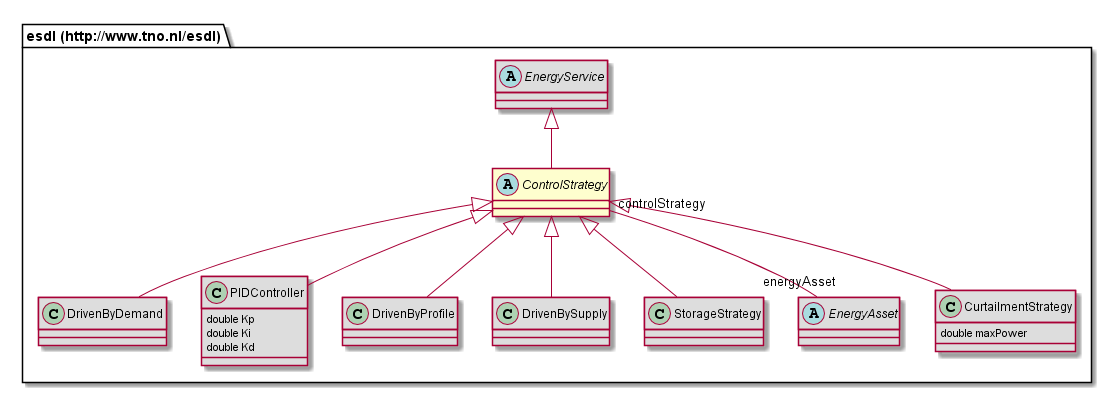 esdl (http://www.tno.nl/esdl)
A EnergyService
A ControlStrategy
controlStrategy
energyAsset
C DrivenByDemand
C PIDController
double Kp
double Ki
double Kd
C DrivenByProfile
C DrivenBySupply
C StorageStrategy
A EnergyAsset
C CurtailmentStrategy
double maxPower